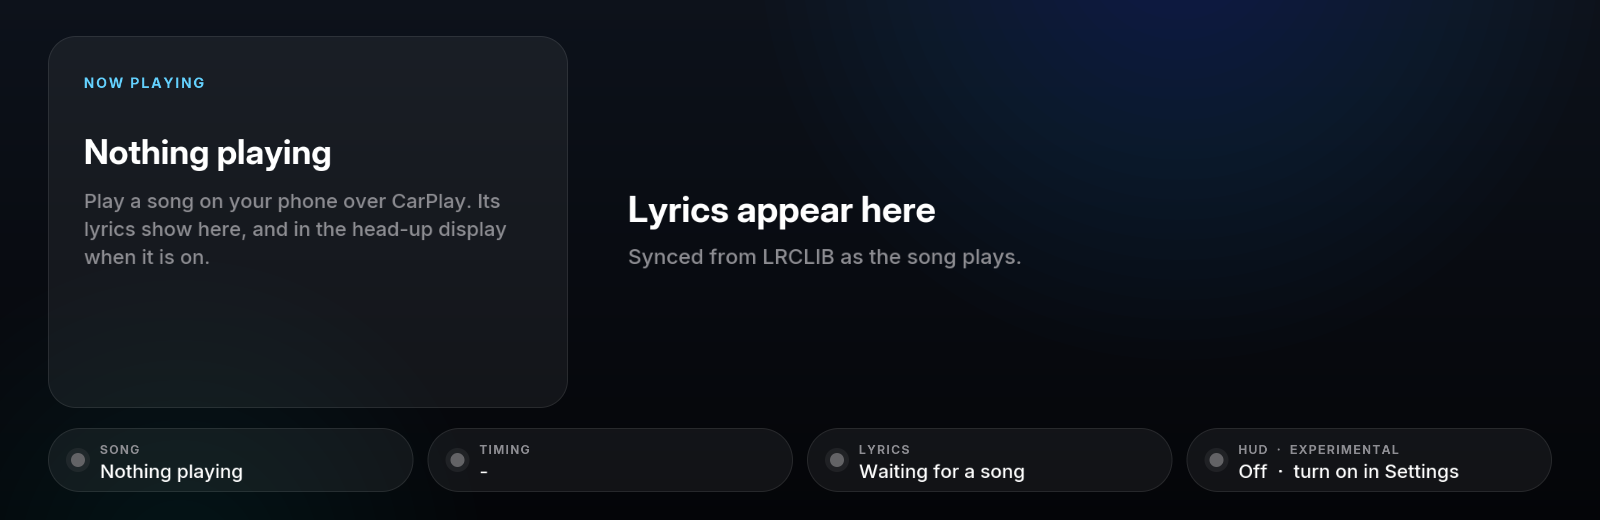 NOW PLAYING
Nothing playing
Play a song on your phone over CarPlay. Its
lyrics show here, and in the head-up display
when it is on.
Lyrics appear here
Synced from LRCLIB as the song plays.
SONG
Nothing playing
TIMING
-
LYRICS
Waiting for a song
HUD · EXPERIMENTAL
Off · turn on in Settings